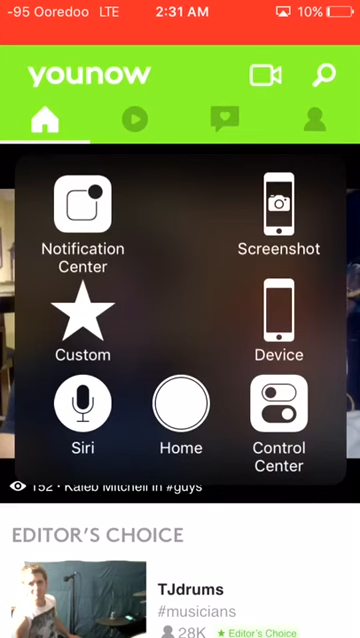 -95 Ooredoo LTE 2:31 AM 10%
younow
Notification
Center
Screenshot
Custom
Device
Siri
Home
Control
Center
152 • Kaleb Mitchell in #guys
EDITOR'S CHOICE
TJdrums
#musicians
28K ★ Editor's Choice